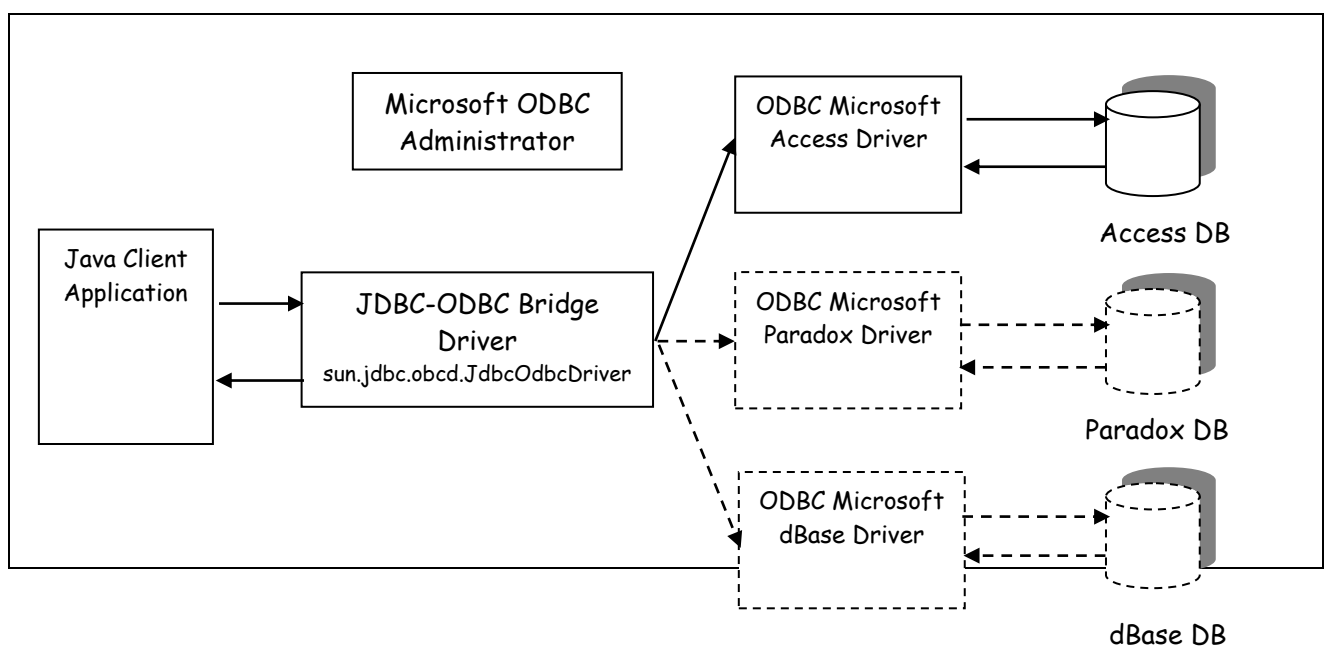 Microsoft ODBC
Administrator
ODBC Microsoft
Access Driver
Access DB
Java Client
Application
JDBC-ODBC Bridge
Driver
sun.jdbc.obcd.JdbcOdbcDriver
ODBC Microsoft
Paradox Driver
Paradox DB
ODBC Microsoft
dBase Driver
dBase DB